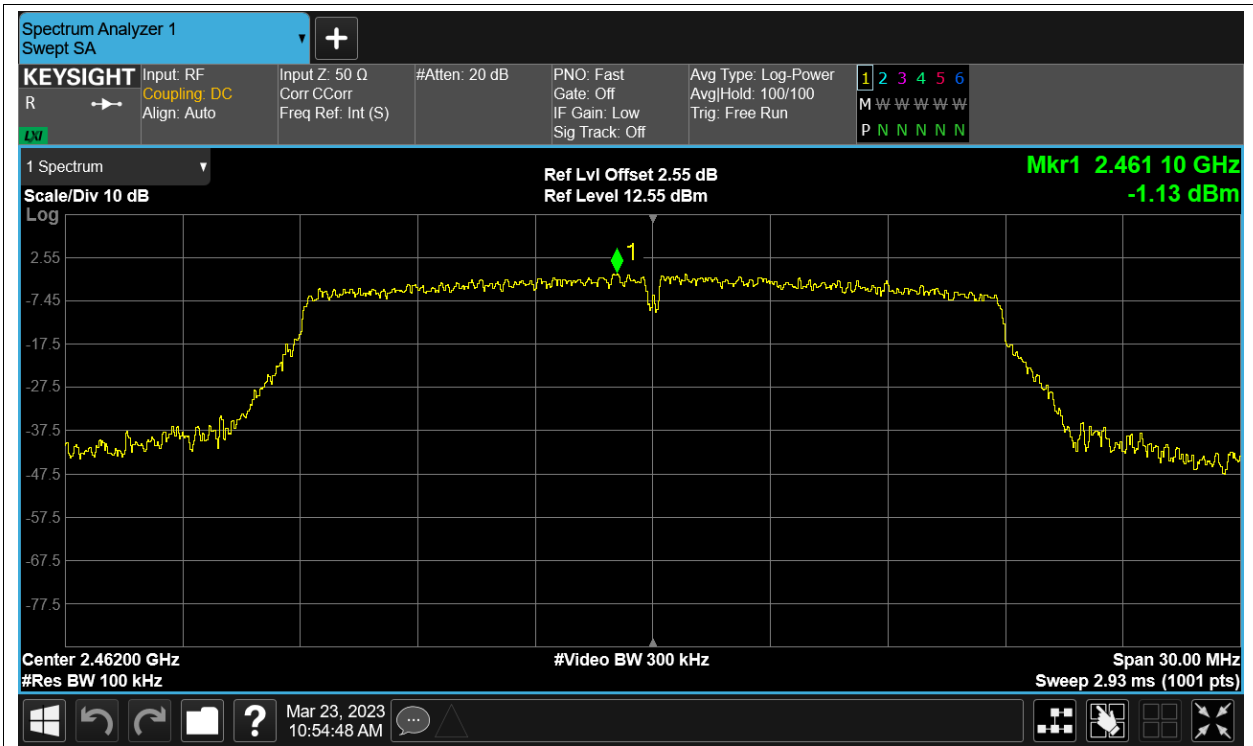 Spectrum Analyzer 1
Swept SA
KEYSIGHT
R
LXI
Input: RF
Coupling: DC
Align: Auto
Input Z: 50 Ω
Corr CCorr
Freq Ref: Int (S)
#Atten: 20 dB
PNO: Fast
Gate: Off
IF Gain: Low
Sig Track: Off
Avg Type: Log-Power
Avg|Hold: 100/100
Trig: Free Run
1 2 3 4 5 6
M W W W W W
P N N N N N
1 Spectrum
Scale/Div 10 dB
Log
Ref Lvl Offset 2.55 dB
Ref Level 12.55 dBm
Mkr1 2.461 10 GHz
-1.13 dBm
1
2.55
-7.45
-17.5
-27.5
-37.5
-47.5
-57.5
-67.5
-77.5
Center 2.46200 GHz
#Res BW 100 kHz
#Video BW 300 kHz
Span 30.00 MHz
Sweep 2.93 ms (1001 pts)
?
Mar 23, 2023
10:54:48 AM